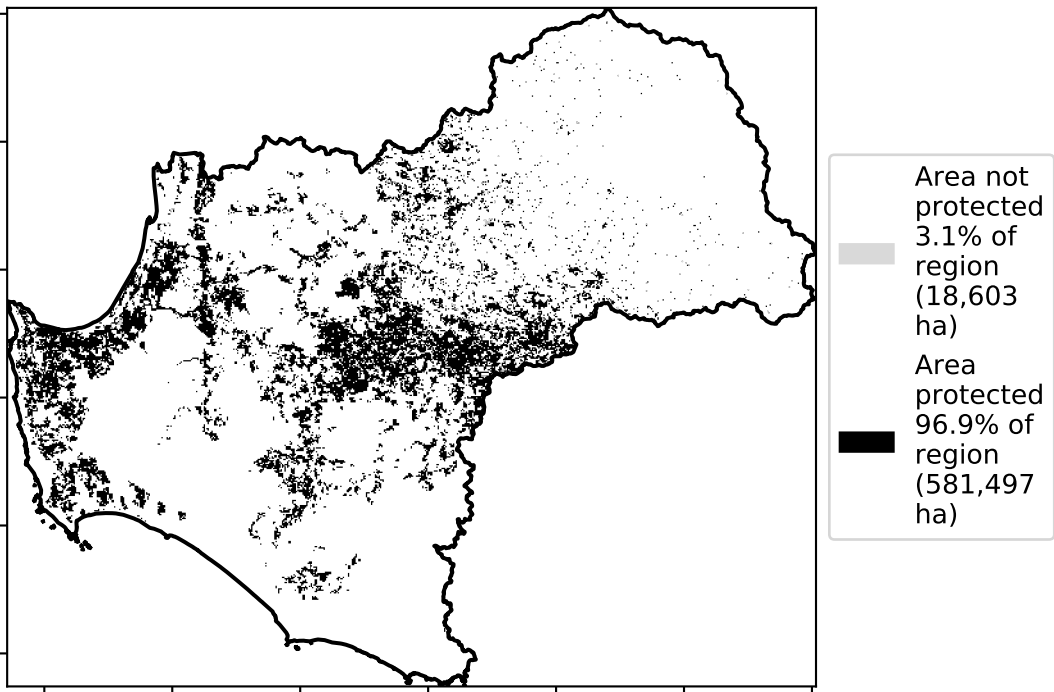 Area not
protected
3.1% of
region
(18,603
ha)
Area
protected
96.9% of
region
(581,497
ha)